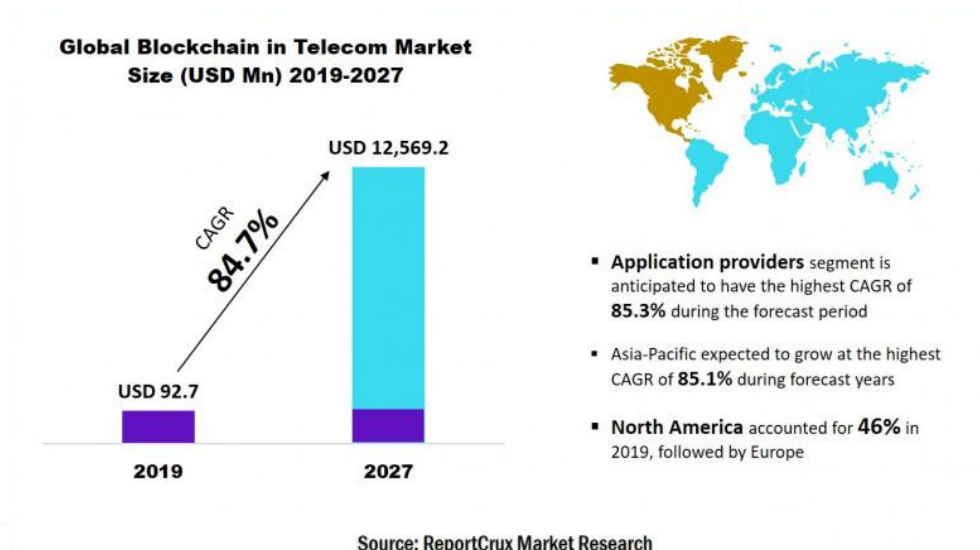 Global Blockchain in Telecom Market
Size (USD Mn) 2019-2027
USD 12,569.2
CAGR
84.7%
USD 92.7
2019
2027
▪ Application providers segment is
anticipated to have the highest CAGR of
85.3% during the forecast period
▪ Asia-Pacific expected to grow at the highest
CAGR of 85.1% during forecast years
▪ North America accounted for 46% in
2019, followed by Europe
Source: ReportCrux Market Research